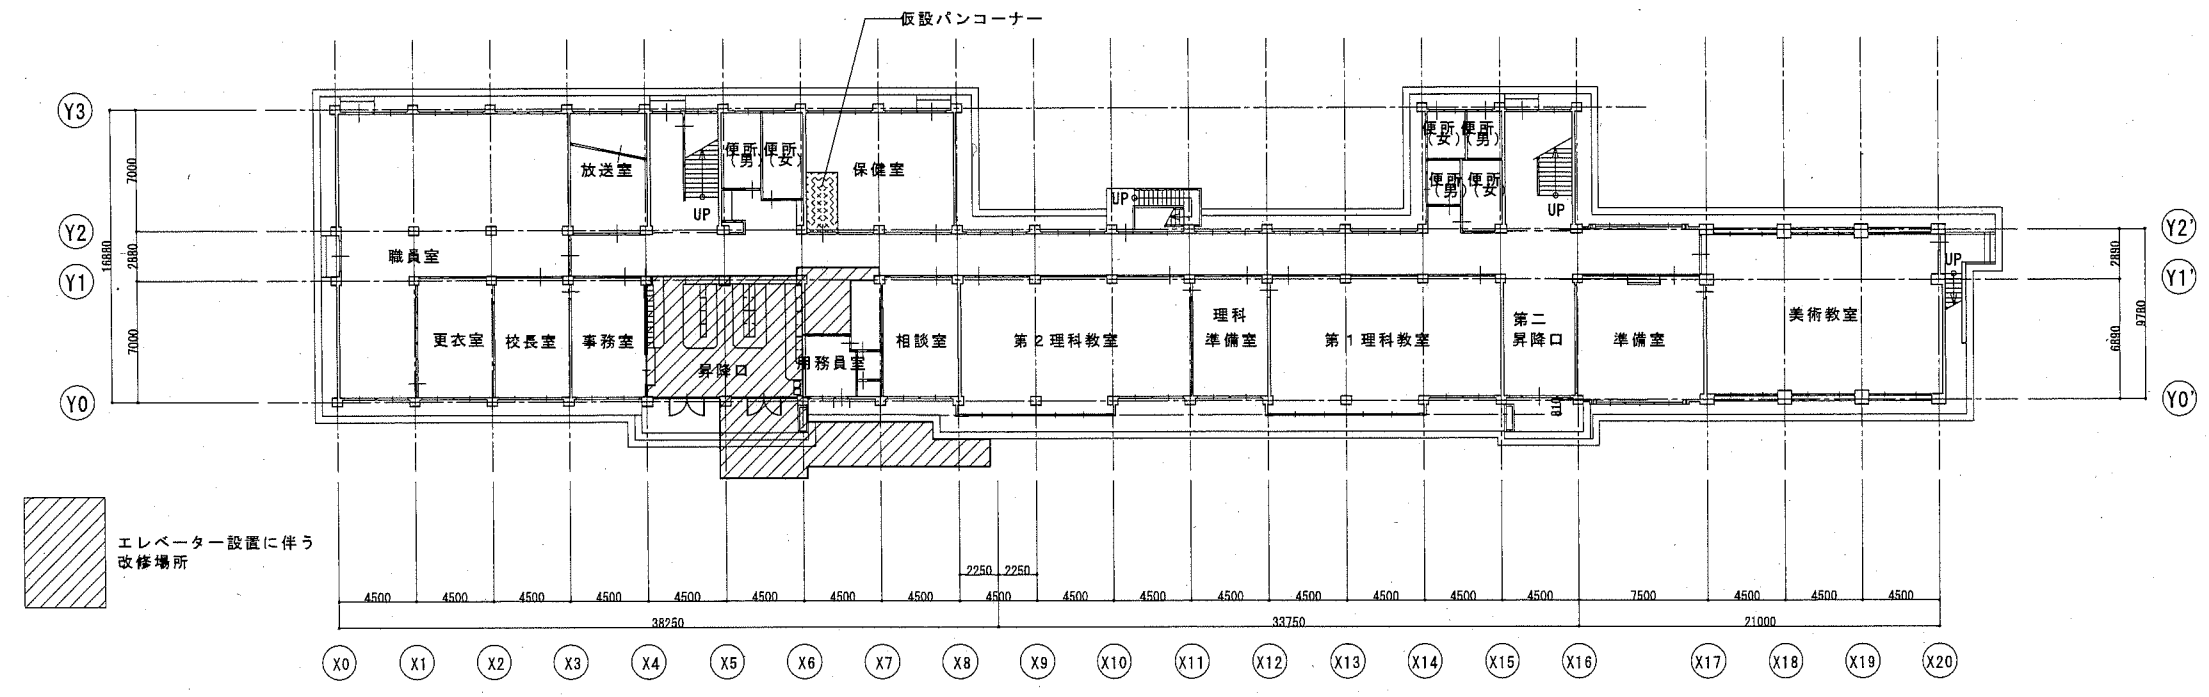 仮設パンコーナー
Y3
Y2
Y1
Y0
16880
7000
2880
7000
放送室
UP
便所
(男)
便所
(女)
保健室
UP
便所
(女)
便所
(男)
便所
(男)
便所
(女)
UP
職員室
更衣室
校長室
事務室
昇降口
用務員室
相談室
第2理科教室
理科
準備室
第1理科教室
第二
昇降口
準備室
美術教室
UP
810
Y2'
Y1'
Y0'
2890
6890
9780
エレベーター設置に伴う
改修場所
2250 2250
4500 4500 4500 4500 4500 4500 4500 4500 4500 4500 4500 4500 4500 4500 4500 4500 7500 4500 4500 4500
38250 33750 21000
X0 X1 X2 X3 X4 X5 X6 X7 X8 X9 X10 X11 X12 X13 X14 X15 X16 X17 X18 X19 X20